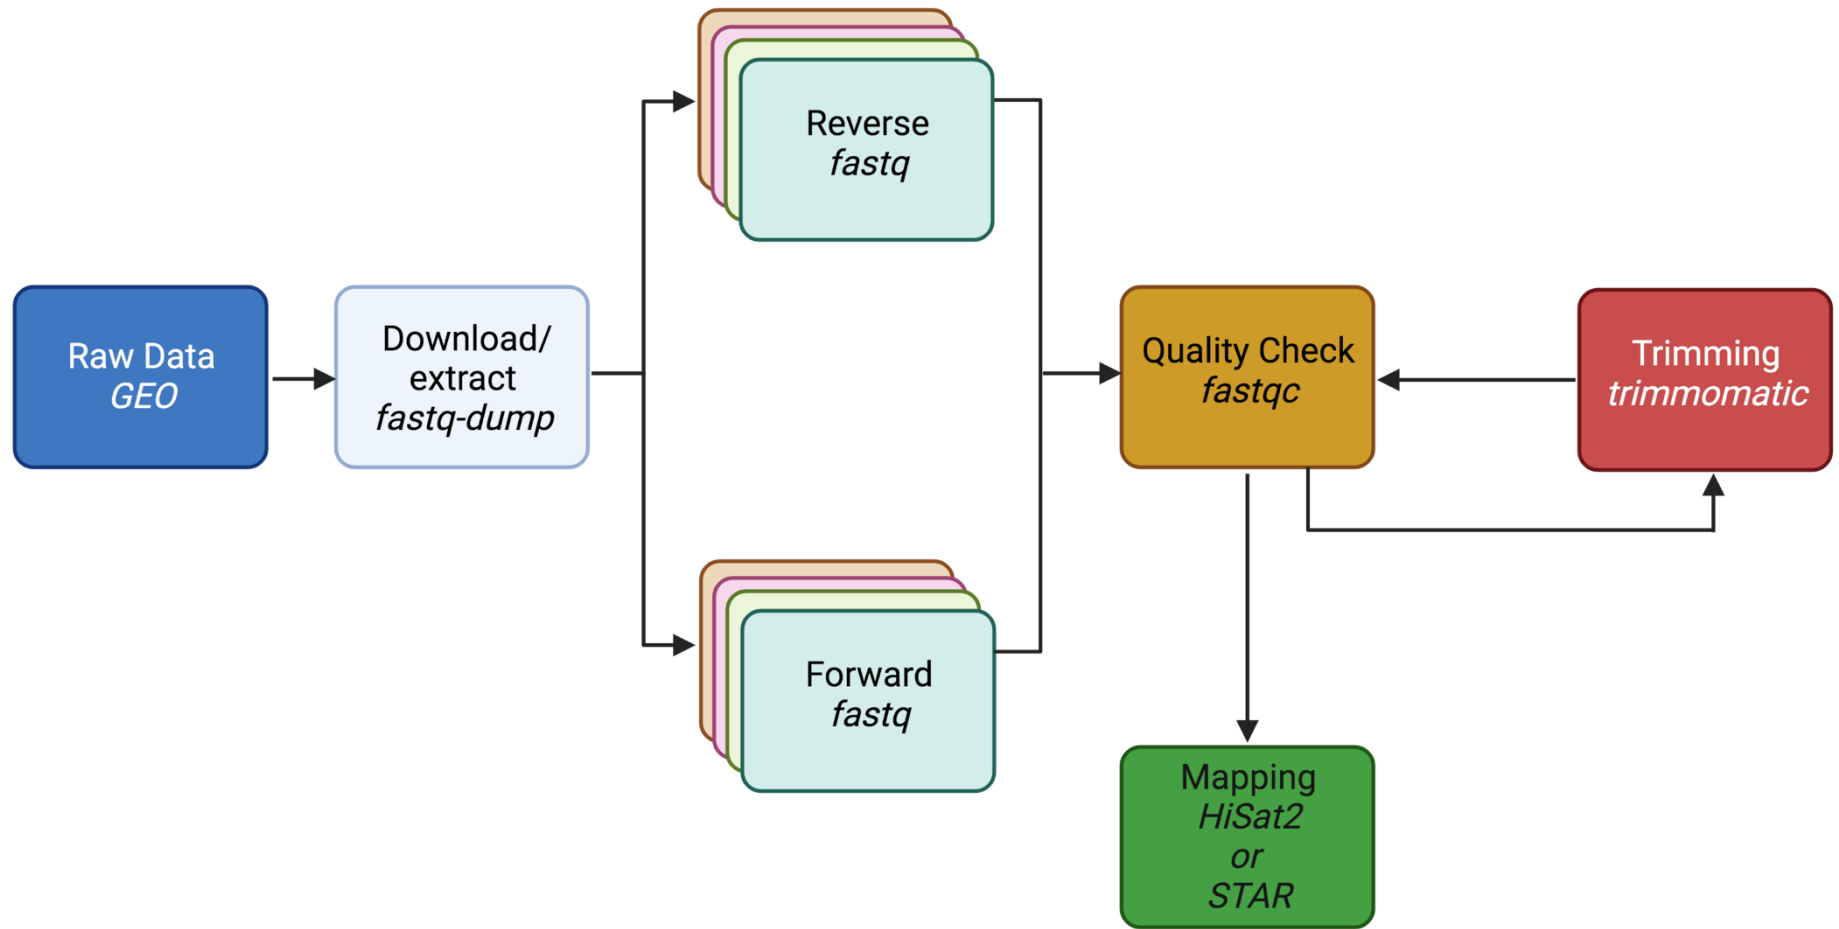 Raw Data
GEO
Download/
extract
fastq-dump
Reverse
fastq
Forward
fastq
Quality Check
fastqc
Trimming
trimmomatic
Mapping
HiSat2
or
STAR